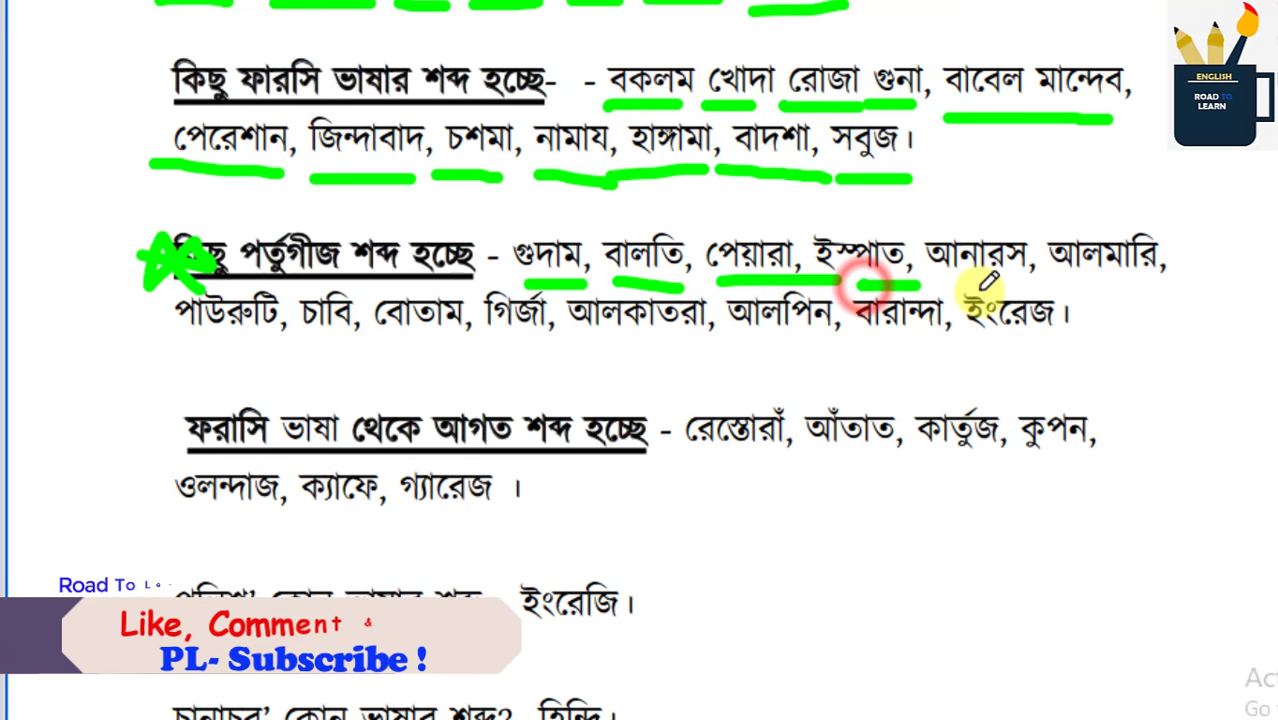 কিছু ফারসি ভাষার শব্দ হচ্ছে- - বকলম খোদা রোজা গুনা, বাবেল মান্দেব,
পেরেশান, জিন্দাবাদ, চশমা, নামায, হাঙ্গামা, বাদশা, সবুজ।
কিছু পর্তুগীজ শব্দ হচ্ছে - গুদাম, বালতি, পেয়ারা, ইস্পাত, আনারস, আলমারি,
পাউরুটি, চাবি, বোতাম, গির্জা, আলকাতরা, আলপিন, বারান্দা, ইংরেজ।
ফরাসি ভাষা থেকে আগত শব্দ হচ্ছে - রেস্তোরাঁ, আঁতাত, কার্তুজ, কুপন,
ওলন্দাজ, ক্যাফে, গ্যারেজ ।
ইংরেজি।
হিন্দি।
Road To
Like, Comment &
PL- Subscribe !
ENGLISH
ROAD TO
LEARN